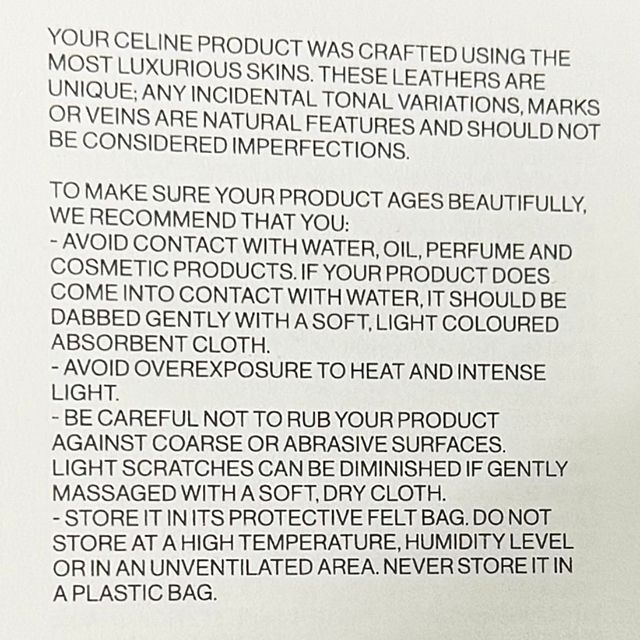 YOUR CELINE PRODUCT WAS CRAFTED USING THE
MOST LUXURIOUS SKINS. THESE LEATHERS ARE
UNIQUE; ANY INCIDENTAL TONAL VARIATIONS, MARKS
OR VEINS ARE NATURAL FEATURES AND SHOULD NOT
BE CONSIDERED IMPERFECTIONS.
TO MAKE SURE YOUR PRODUCT AGES BEAUTIFULLY,
WE RECOMMEND THAT YOU:
- AVOID CONTACT WITH WATER, OIL, PERFUME AND
COSMETIC PRODUCTS. IF YOUR PRODUCT DOES
COME INTO CONTACT WITH WATER, IT SHOULD BE
DABBED GENTLY WITH A SOFT, LIGHT COLOURED
ABSORBENT CLOTH.
- AVOID OVEREXPOSURE TO HEAT AND INTENSE
LIGHT.
- BE CAREFUL NOT TO RUB YOUR PRODUCT
AGAINST COARSE OR ABRASIVE SURFACES.
LIGHT SCRATCHES CAN BE DIMINISHED IF GENTLY
MASSAGED WITH A SOFT, DRY CLOTH.
- STORE IT IN ITS PROTECTIVE FELT BAG. DO NOT
STORE AT A HIGH TEMPERATURE, HUMIDITY LEVEL
OR IN AN UNVENTILATED AREA. NEVER STORE IT IN
A PLASTIC BAG.